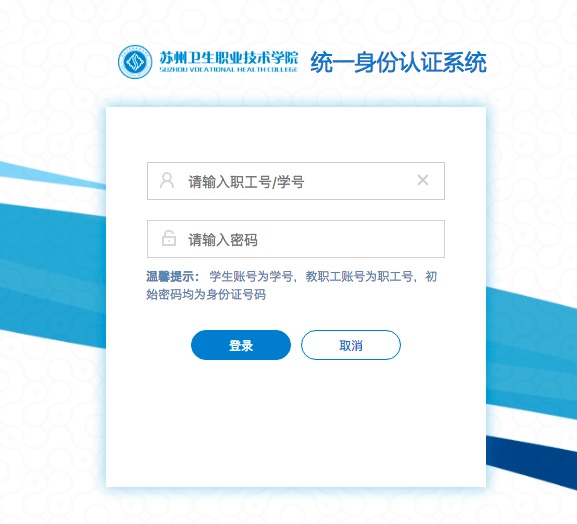 苏州卫生职业技术学院
SUZHOU VOCATIONAL HEALTH COLLEGE
统一身份认证系统
请输入职工号/学号
请输入密码
温馨提示： 学生账号为学号，教职工账号为职工号，初
始密码均为身份证号码
登录
取消